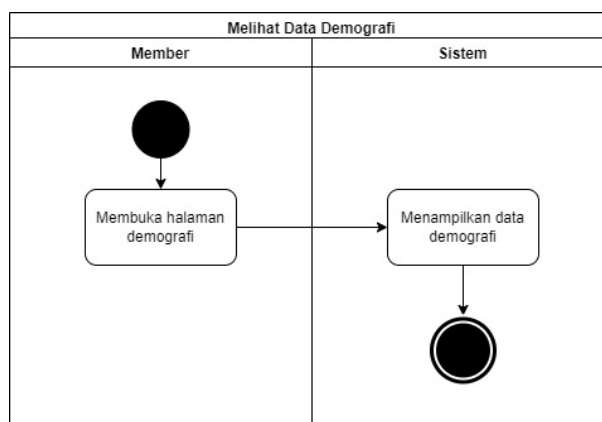 Melihat Data Demografi
Member
Sistem
Membuka halaman
demografi
Menampilkan data
demografi